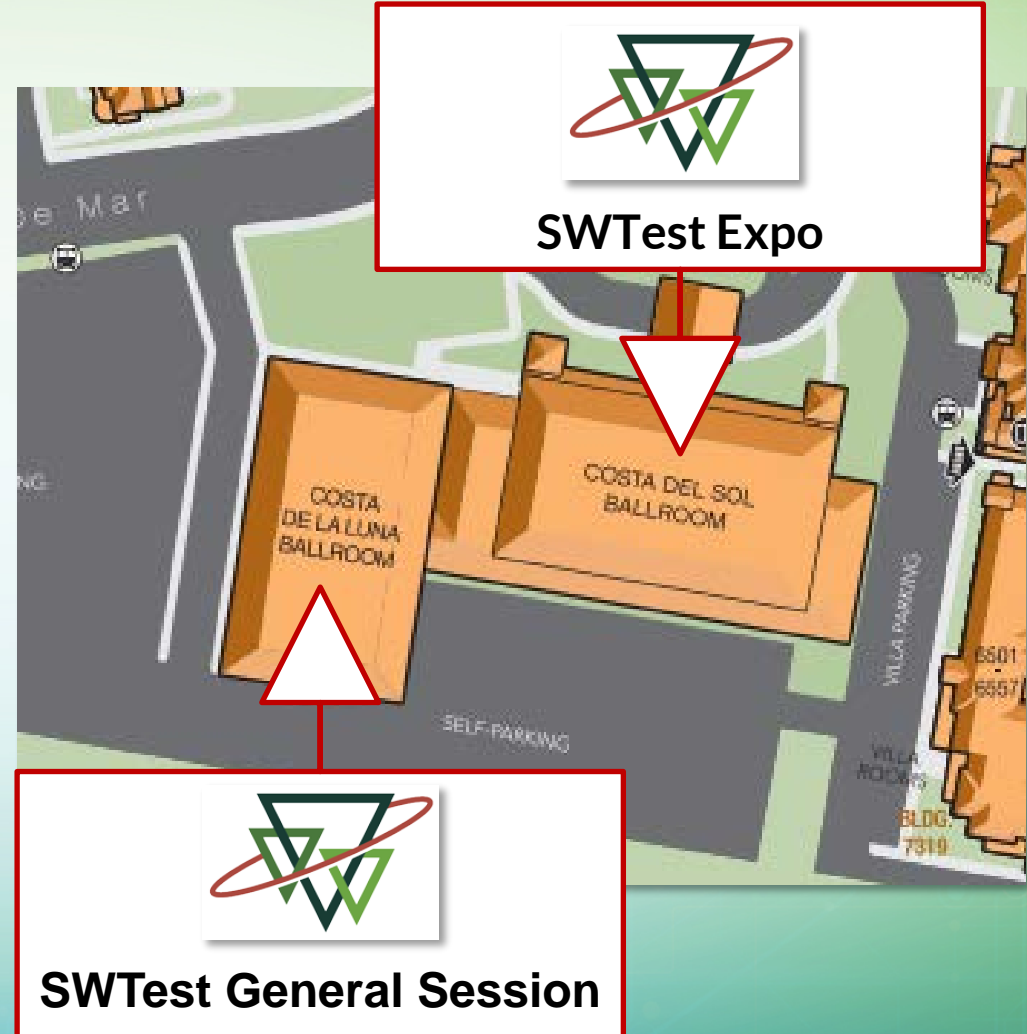 SWTest Expo
Mar
COSTA
DE LA LUNA
BALLROOM
COSTA DEL SOL
BALLROOM
VILLA PARKING
6501
-
6557
SELF-PARKING
VILLA
ROOMS
BLDG.
7319
SWTest General Session